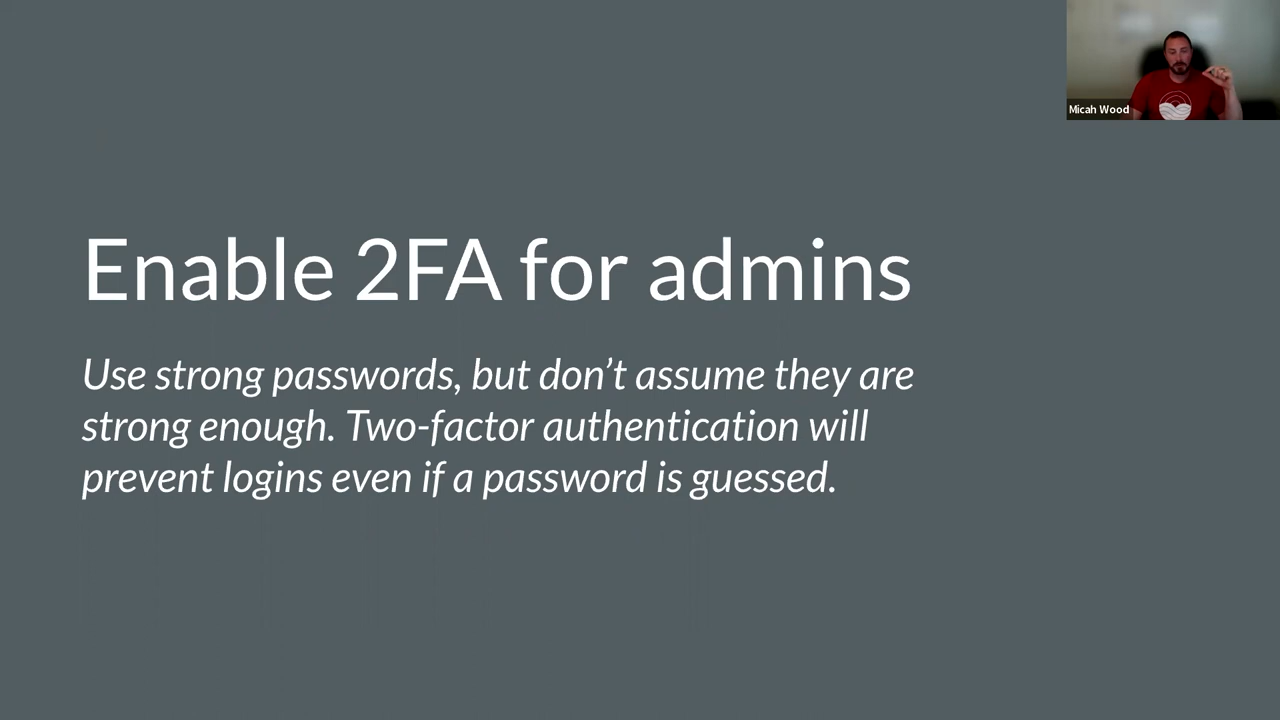 Micah Wood
Enable 2FA for admins
Use strong passwords, but don’t assume they are
strong enough. Two-factor authentication will
prevent logins even if a password is guessed.